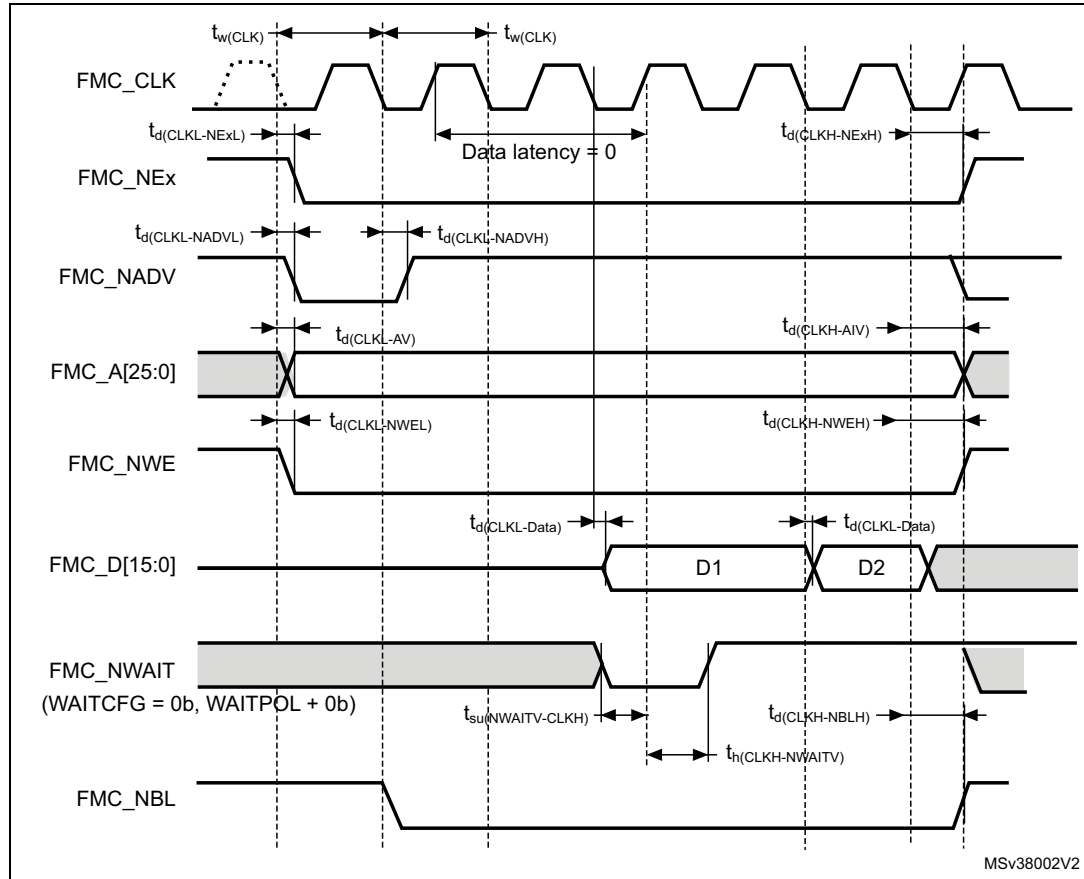 tw(CLK) tw(CLK)
FMC_CLK
td(CLKL-NExL) Data latency = 0 td(CLKH-NExH)
FMC_NEx
td(CLKL-NADVL) td(CLKL-NADVH)
FMC_NADV
td(CLKL-AV) td(CLKH-AIV)
FMC_A[25:0]
td(CLKL-NWEL) td(CLKH-NWEH)
FMC_NWE
td(CLKL-Data) td(CLKL-Data)
FMC_D[15:0] D1 D2
FMC_NWAIT
(WAITCFG = 0b, WAITPOL + 0b)
tsu(NWAITV-CLKH) td(CLKH-NBLH)
th(CLKH-NWAITV)
FMC_NBL
MSv38002V2